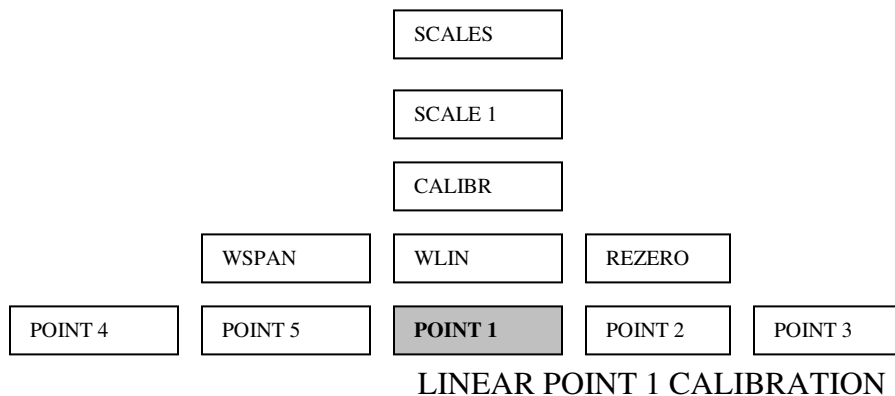 SCALES
SCALE 1
CALIBR
WSPAN WLIN REZERO
POINT 4 POINT 5 POINT 1 POINT 2 POINT 3
LINEAR POINT 1 CALIBRATION